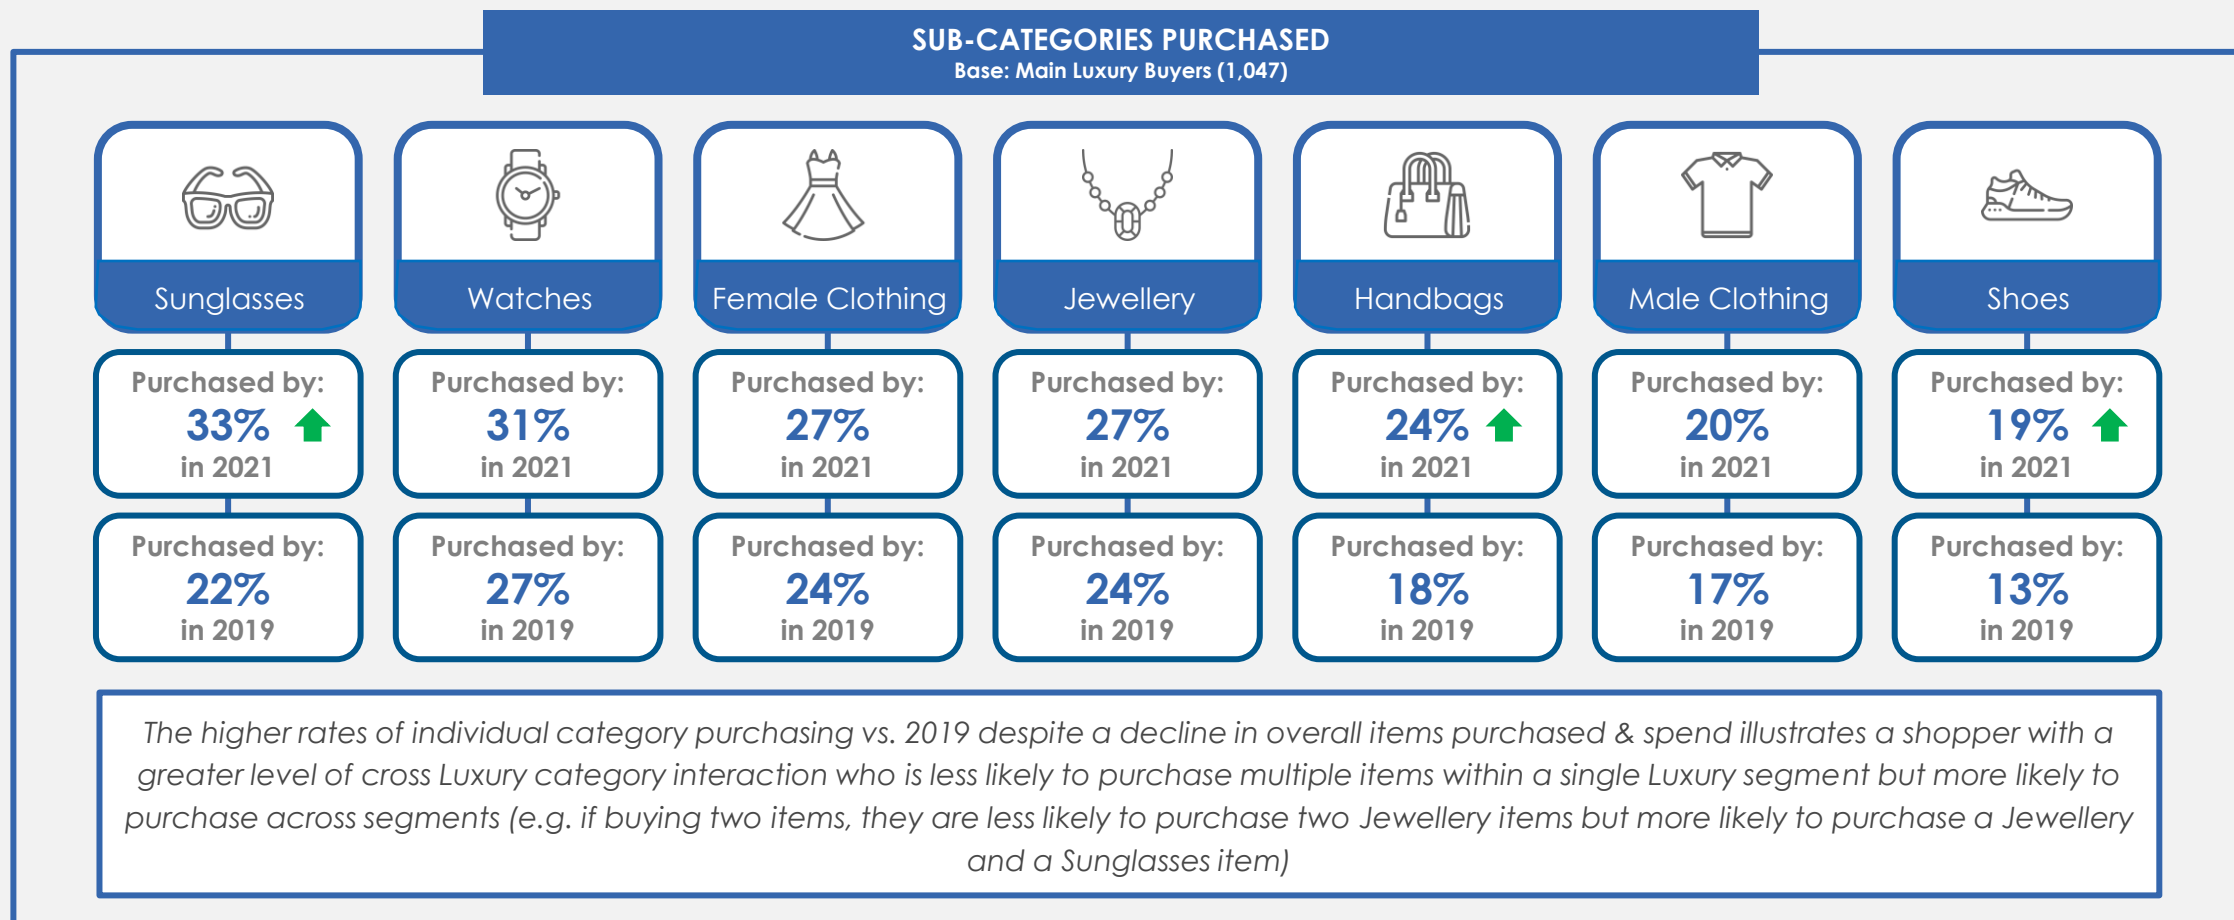 SUB-CATEGORIES PURCHASED
Base: Main Luxury Buyers (1,047)
Sunglasses
Purchased by:
33%
in 2021
Purchased by:
22%
in 2019
Watches
Purchased by:
31%
in 2021
Purchased by:
27%
in 2019
Female Clothing
Purchased by:
27%
in 2021
Purchased by:
24%
in 2019
Jewellery
Purchased by:
27%
in 2021
Purchased by:
24%
in 2019
Handbags
Purchased by:
24%
in 2021
Purchased by:
18%
in 2019
Male Clothing
Purchased by:
20%
in 2021
Purchased by:
17%
in 2019
Shoes
Purchased by:
19%
in 2021
Purchased by:
13%
in 2019
The higher rates of individual category purchasing vs. 2019 despite a decline in overall items purchased & spend illustrates a shopper with a
greater level of cross Luxury category interaction who is less likely to purchase multiple items within a single Luxury segment but more likely to
purchase across segments (e.g. if buying two items, they are less likely to purchase two Jewellery items but more likely to purchase a Jewellery
and a Sunglasses item)